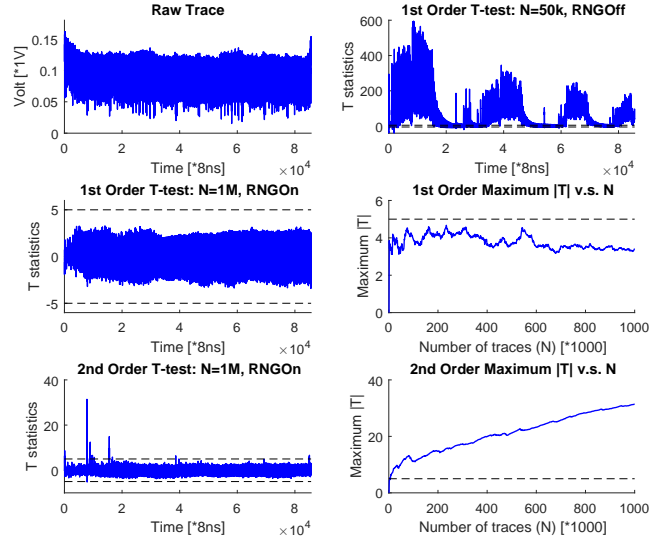 Raw Trace
Volt [*1V]
0.15
0.1
0.05
0
0 2 4 6 8
Time [*8ns] ×10⁴
1st Order T-test: N=50k, RNGOff
T statistics
600
400
200
0
0 2 4 6 8
Time [*8ns] ×10⁴
1st Order T-test: N=1M, RNGOn
T statistics
5
0
-5
0 2 4 6 8
Time [*8ns] ×10⁴
1st Order Maximum |T| v.s. N
Maximum |T|
6
4
2
0
0 200 400 600 800 1000
Number of traces (N) [*1000]
2nd Order T-test: N=1M, RNGOn
T statistics
40
20
0
0 2 4 6 8
Time [*8ns] ×10⁴
2nd Order Maximum |T| v.s. N
Maximum |T|
40
20
0
0 200 400 600 800 1000
Number of traces (N) [*1000]